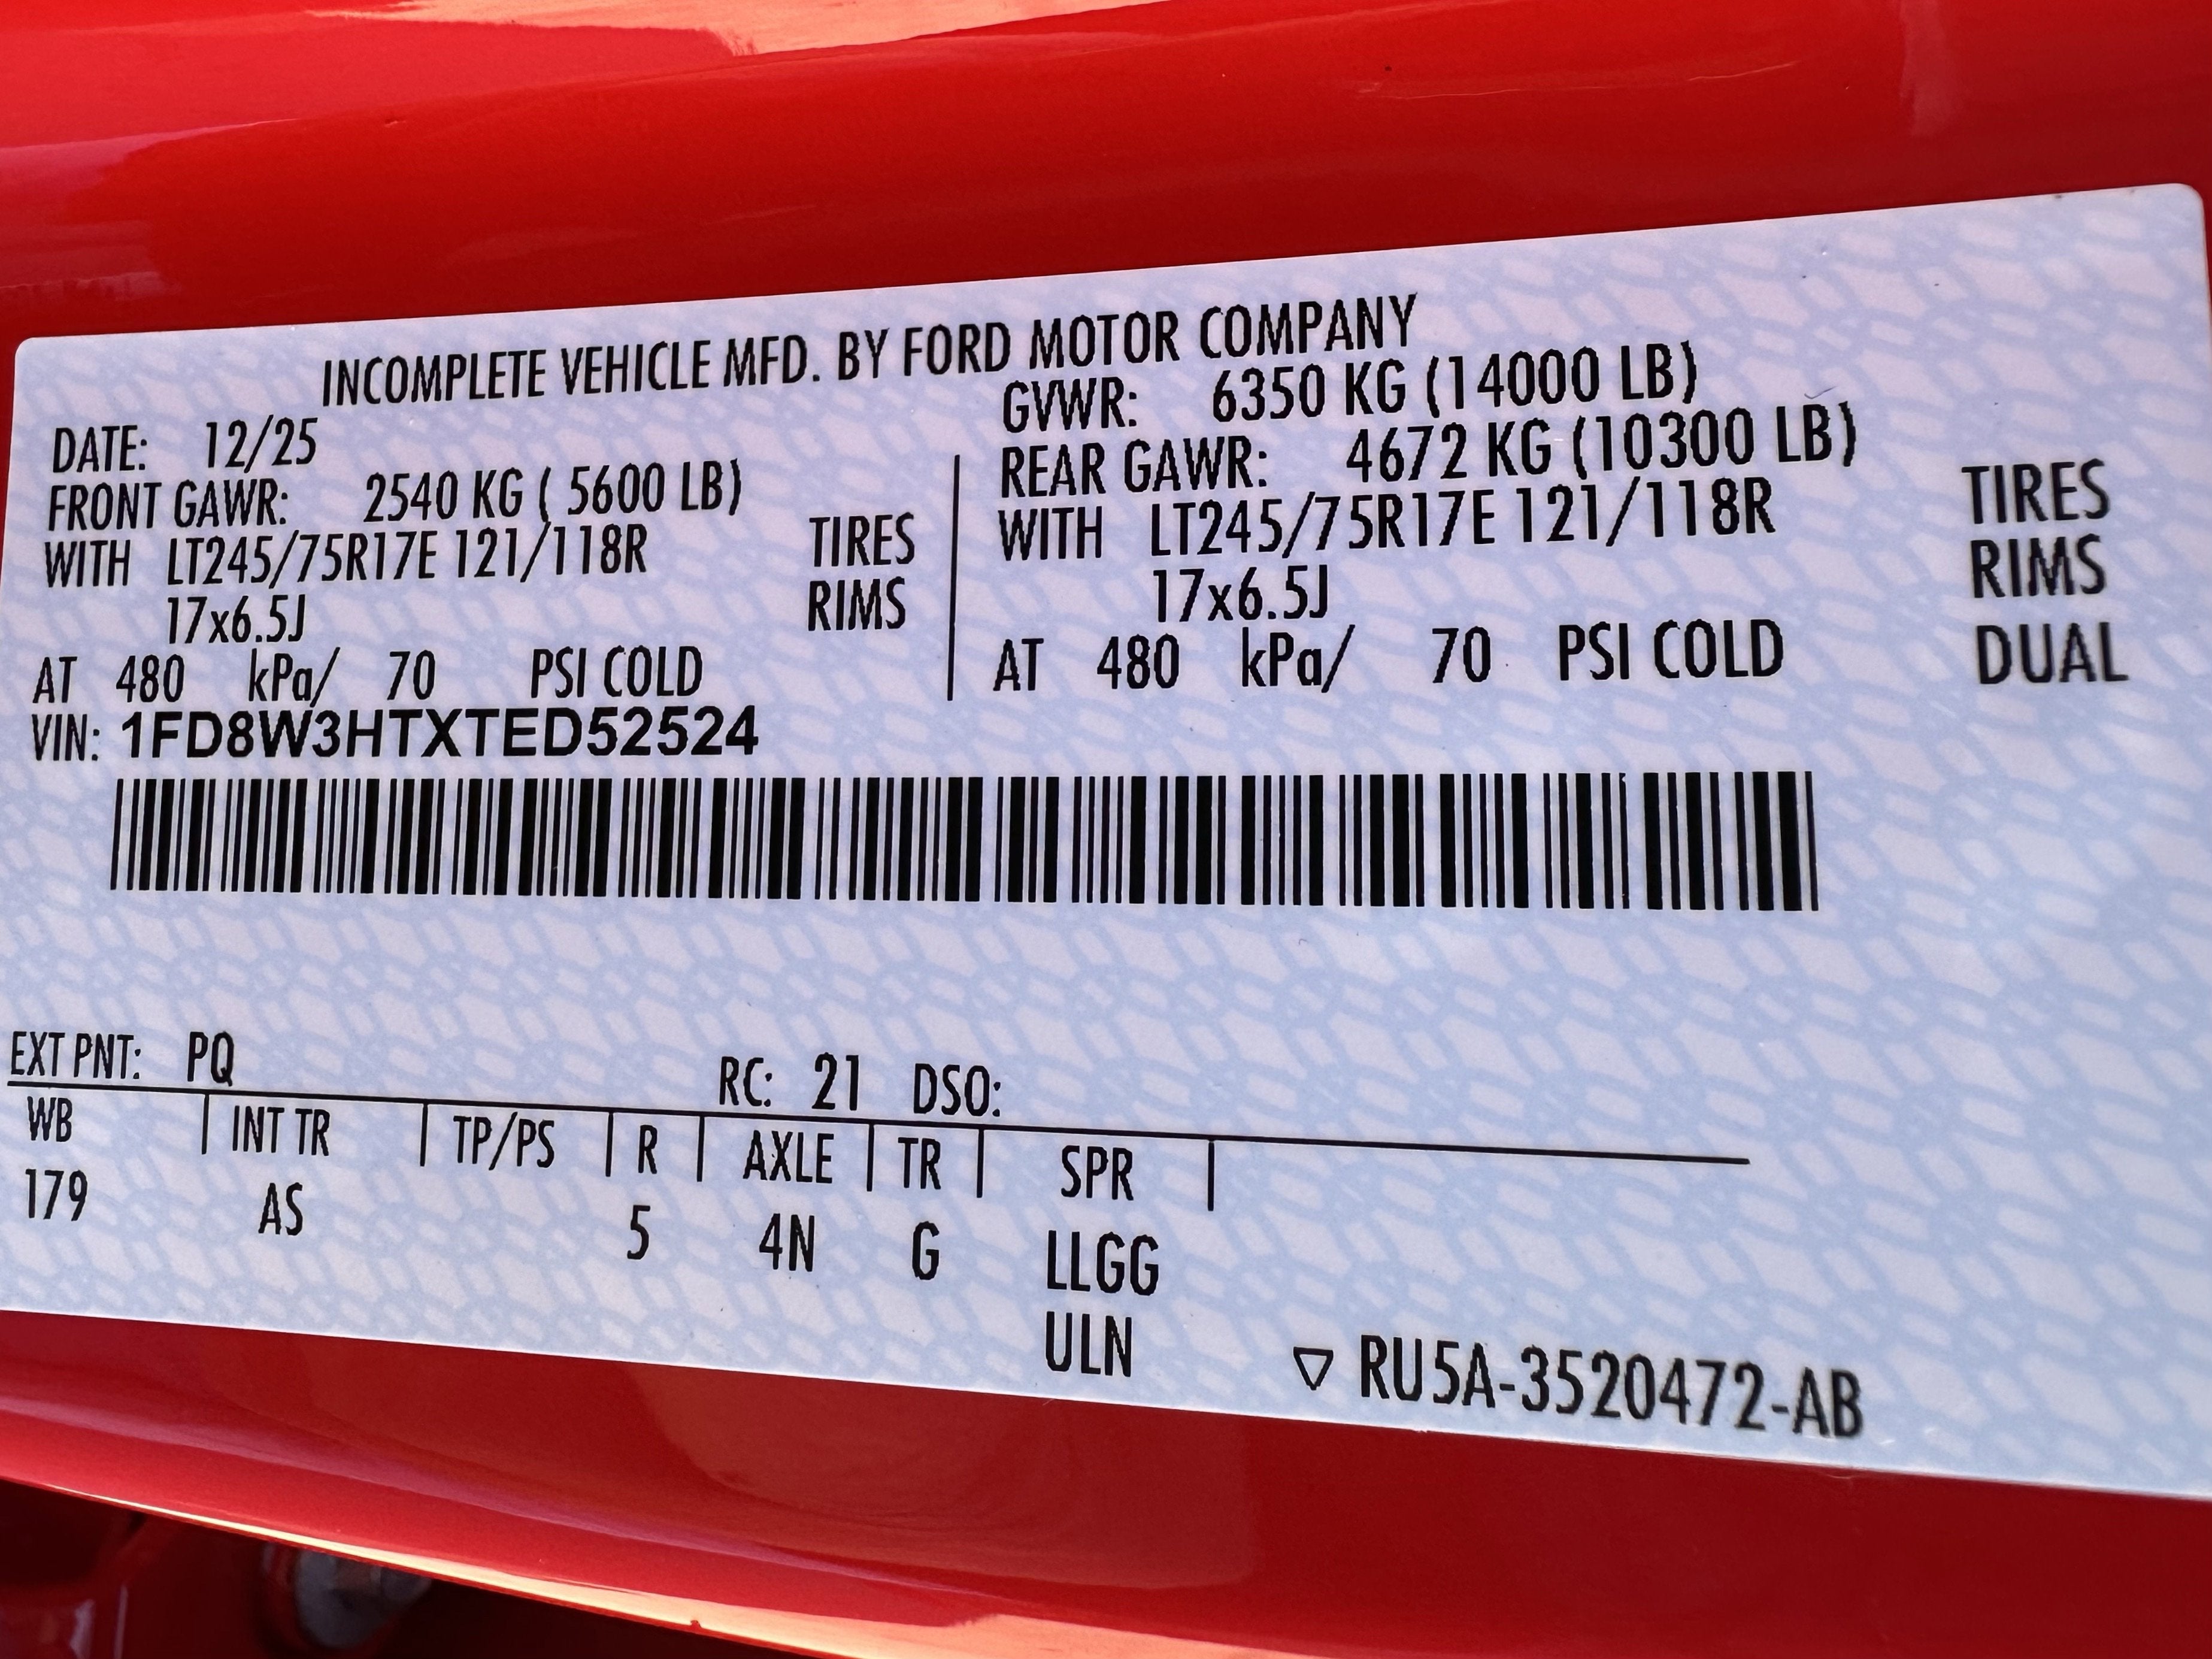 INCOMPLETE VEHICLE MFD. BY FORD MOTOR COMPANY
DATE: 12/25 GVWR: 6350 KG (14000 LB)
FRONT GAWR: 2540 KG ( 5600 LB) REAR GAWR: 4672 KG (10300 LB)
WITH LT245/75R17E 121/118R TIRES WITH LT245/75R17E 121/118R TIRES
17x6.5J RIMS 17x6.5J RIMS
AT 480 kPa/ 70 PSI COLD AT 480 kPa/ 70 PSI COLD DUAL
VIN: 1FD8W3HTXTED52524
EXT PNT: PQ RC: 21 DSO:
WB INT TR TP/PS R AXLE TR SPR
179 AS 5 4N G LLGG
ULN
RU5A-3520472-AB